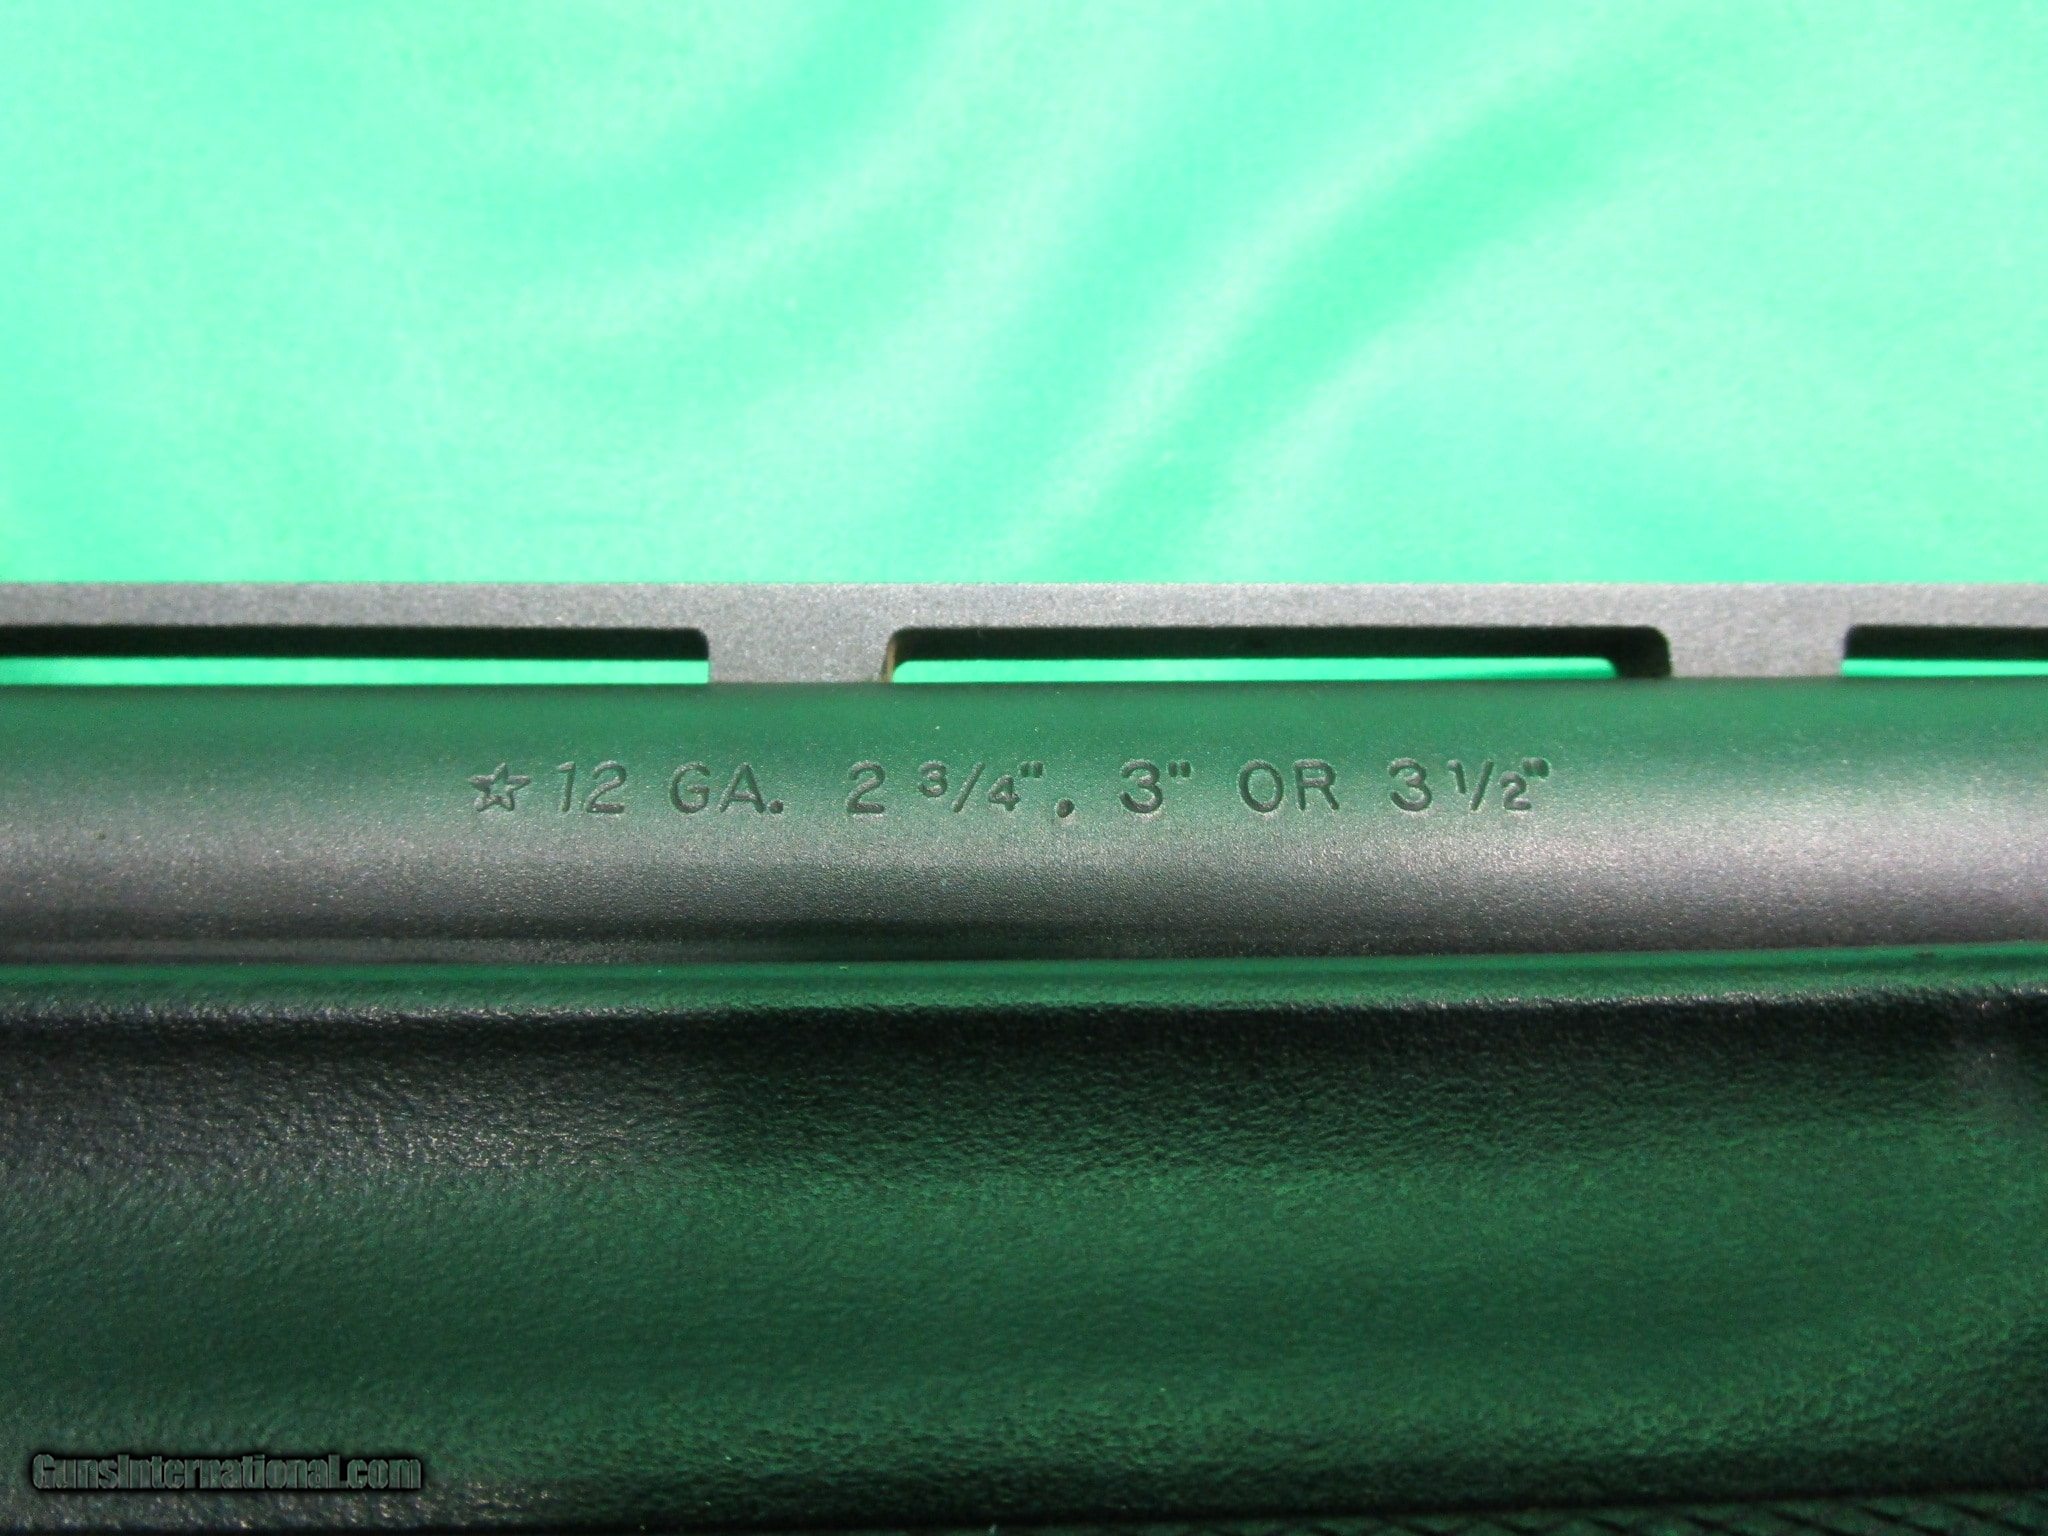 ☆ 12 GA. 2 3/4", 3" OR 3 1/2"
GunsInternational.com